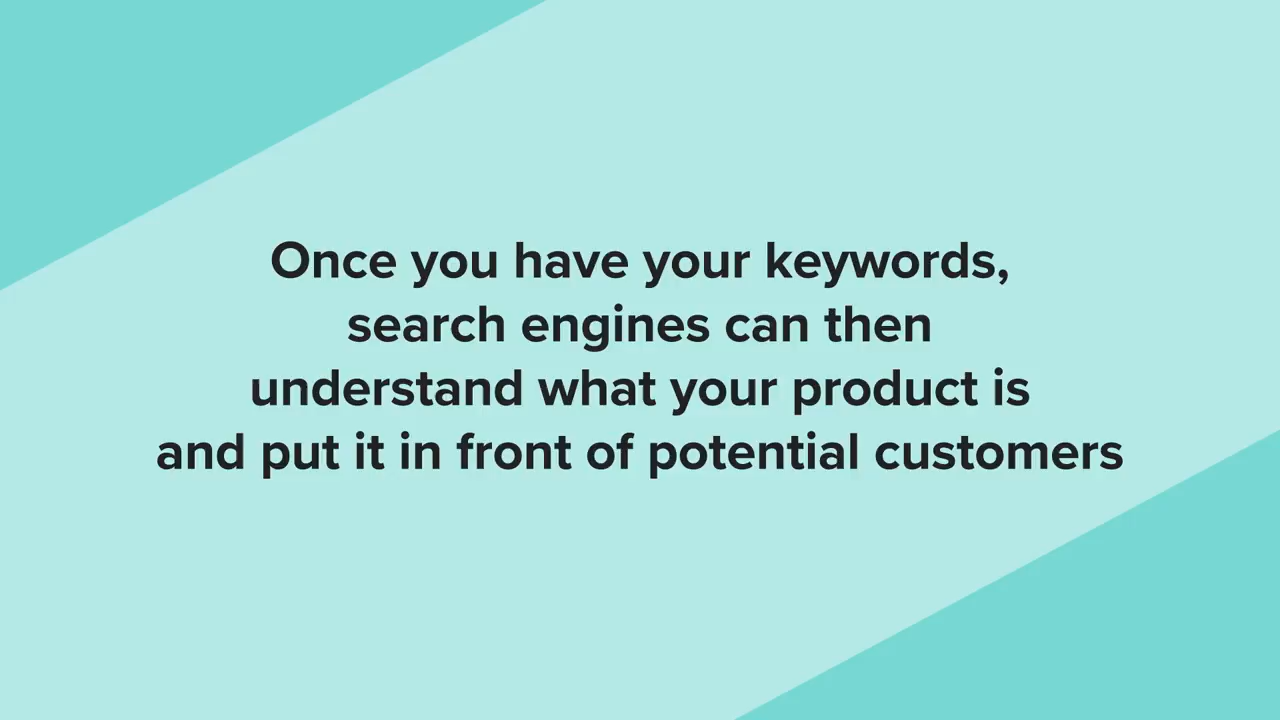 Once you have your keywords,
search engines can then
understand what your product is
and put it in front of potential customers